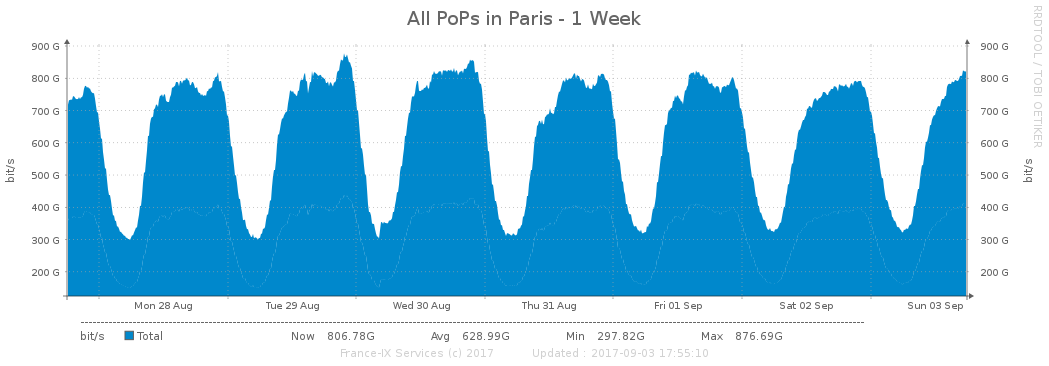 All PoPs in Paris - 1 Week
RRDTOOL / TOBI OETIKER
bit/s
900 G
800 G
700 G
600 G
500 G
400 G
300 G
200 G
900 G
800 G
700 G
600 G
500 G
400 G
300 G
200 G
bit/s
Mon 28 Aug Tue 29 Aug Wed 30 Aug Thu 31 Aug Fri 01 Sep Sat 02 Sep Sun 03 Sep
bit/s Total Now 806.78G Avg 628.99G Min 297.82G Max 876.69G
France-IX Services (c) 2017 Updated : 2017-09-03 17:55:10